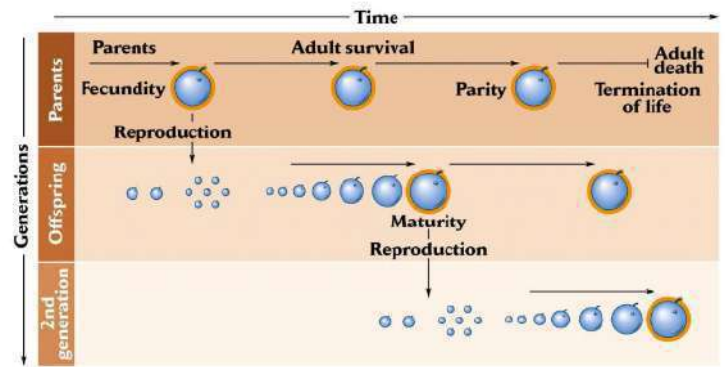 Time
Parents
Adult survival
Adult
death
Fecundity
Parity
Termination
of life
Reproduction
Maturity
Reproduction
Generations
Parents
Offspring
2nd
generation